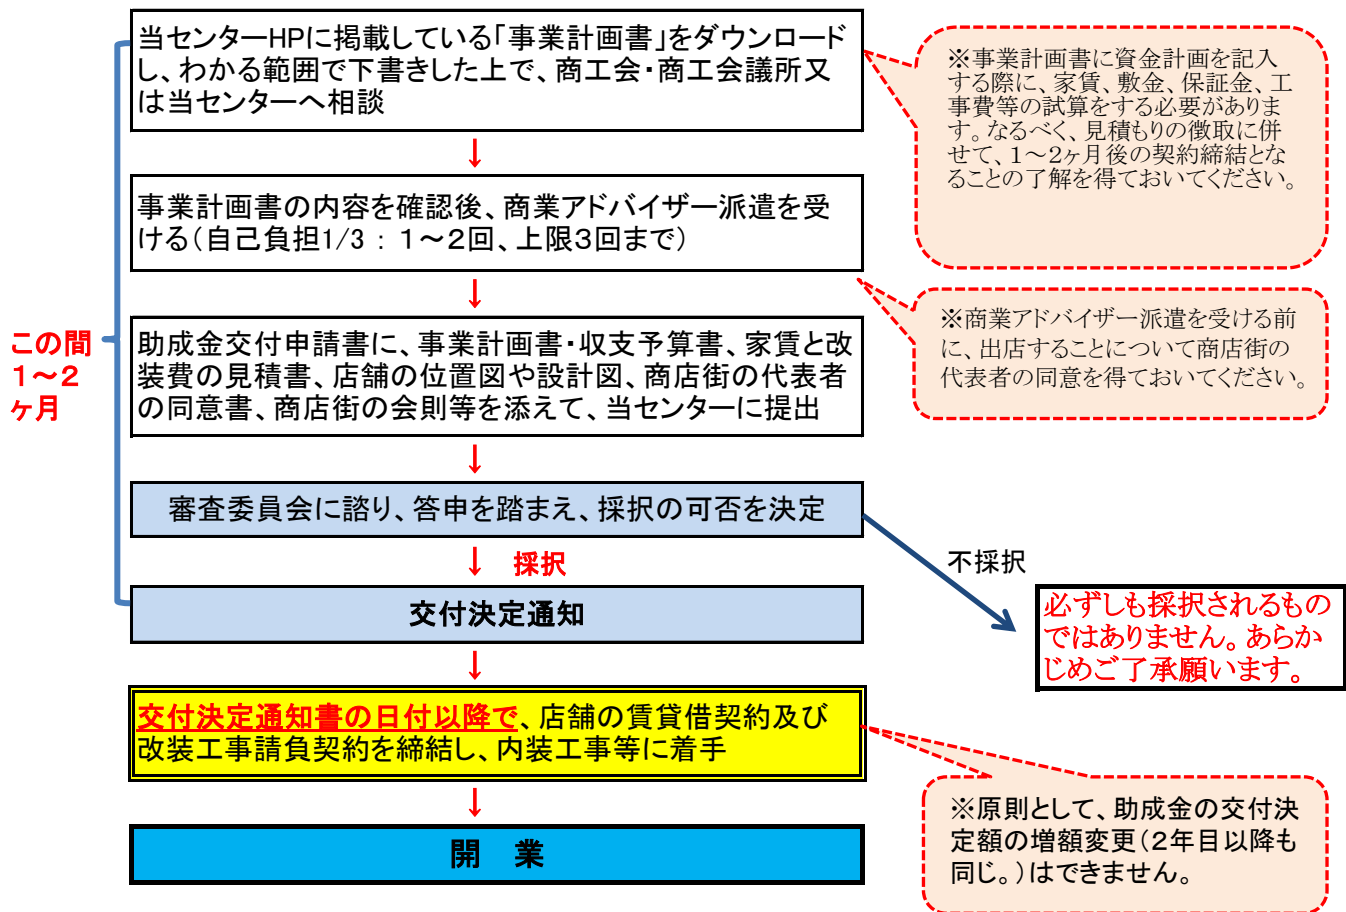 当センターHPに掲載している「事業計画書」をダウンロード
し、わかる範囲で下書きした上で、商工会・商工会議所又
は当センターへ相談
※事業計画書に資金計画を記入
する際に、家賃、敷金、保証金、工
事費等の試算をする必要がありま
す。なるべく、見積もりの徴取に併
せて、1～2ヶ月後の契約締結とな
ることの了解を得ておいてください。
↓
事業計画書の内容を確認後、商業アドバイザー派遣を受
ける(自己負担1/3 : 1～2回、上限3回まで)
↓
※商業アドバイザー派遣を受ける前
に、出店することについて商店街の
代表者の同意を得ておいてください。
この間
1～2
ヶ月
助成金交付申請書に、事業計画書・収支予算書、家賃と改
装費の見積書、店舗の位置図や設計図、商店街の代表者
の同意書、商店街の会則等を添えて、当センターに提出
↓
審査委員会に諮り、答申を踏まえ、採択の可否を決定
↓ 採択
不採択
必ずしも採択されるもの
ではありません。あらか
じめご了承願います。
交付決定通知
↓
交付決定通知書の日付以降で、店舗の賃貸借契約及び
改装工事請負契約を締結し、内装工事等に着手
↓
※原則として、助成金の交付決
定額の増額変更(2年目以降も
同じ。)はできません。
開 業